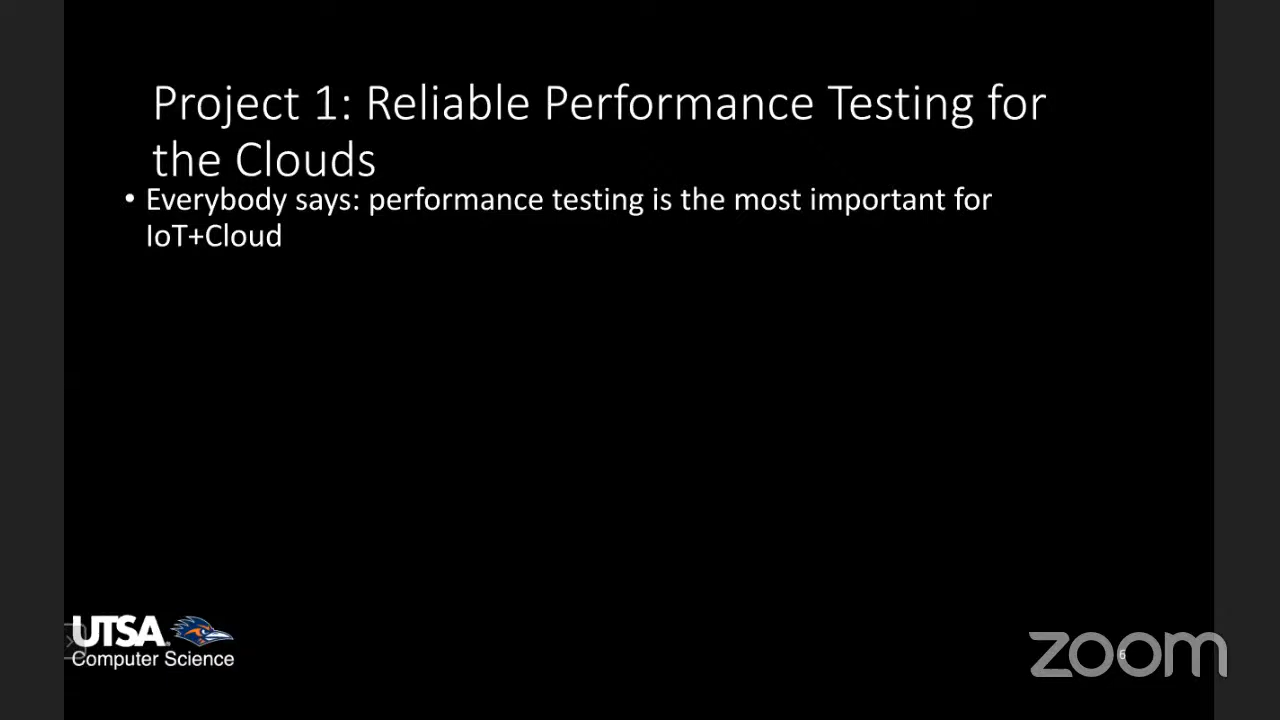 Project 1: Reliable Performance Testing for
the Clouds
• Everybody says: performance testing is the most important for
IoT+Cloud
UTSA.
Computer Science
6
zoom